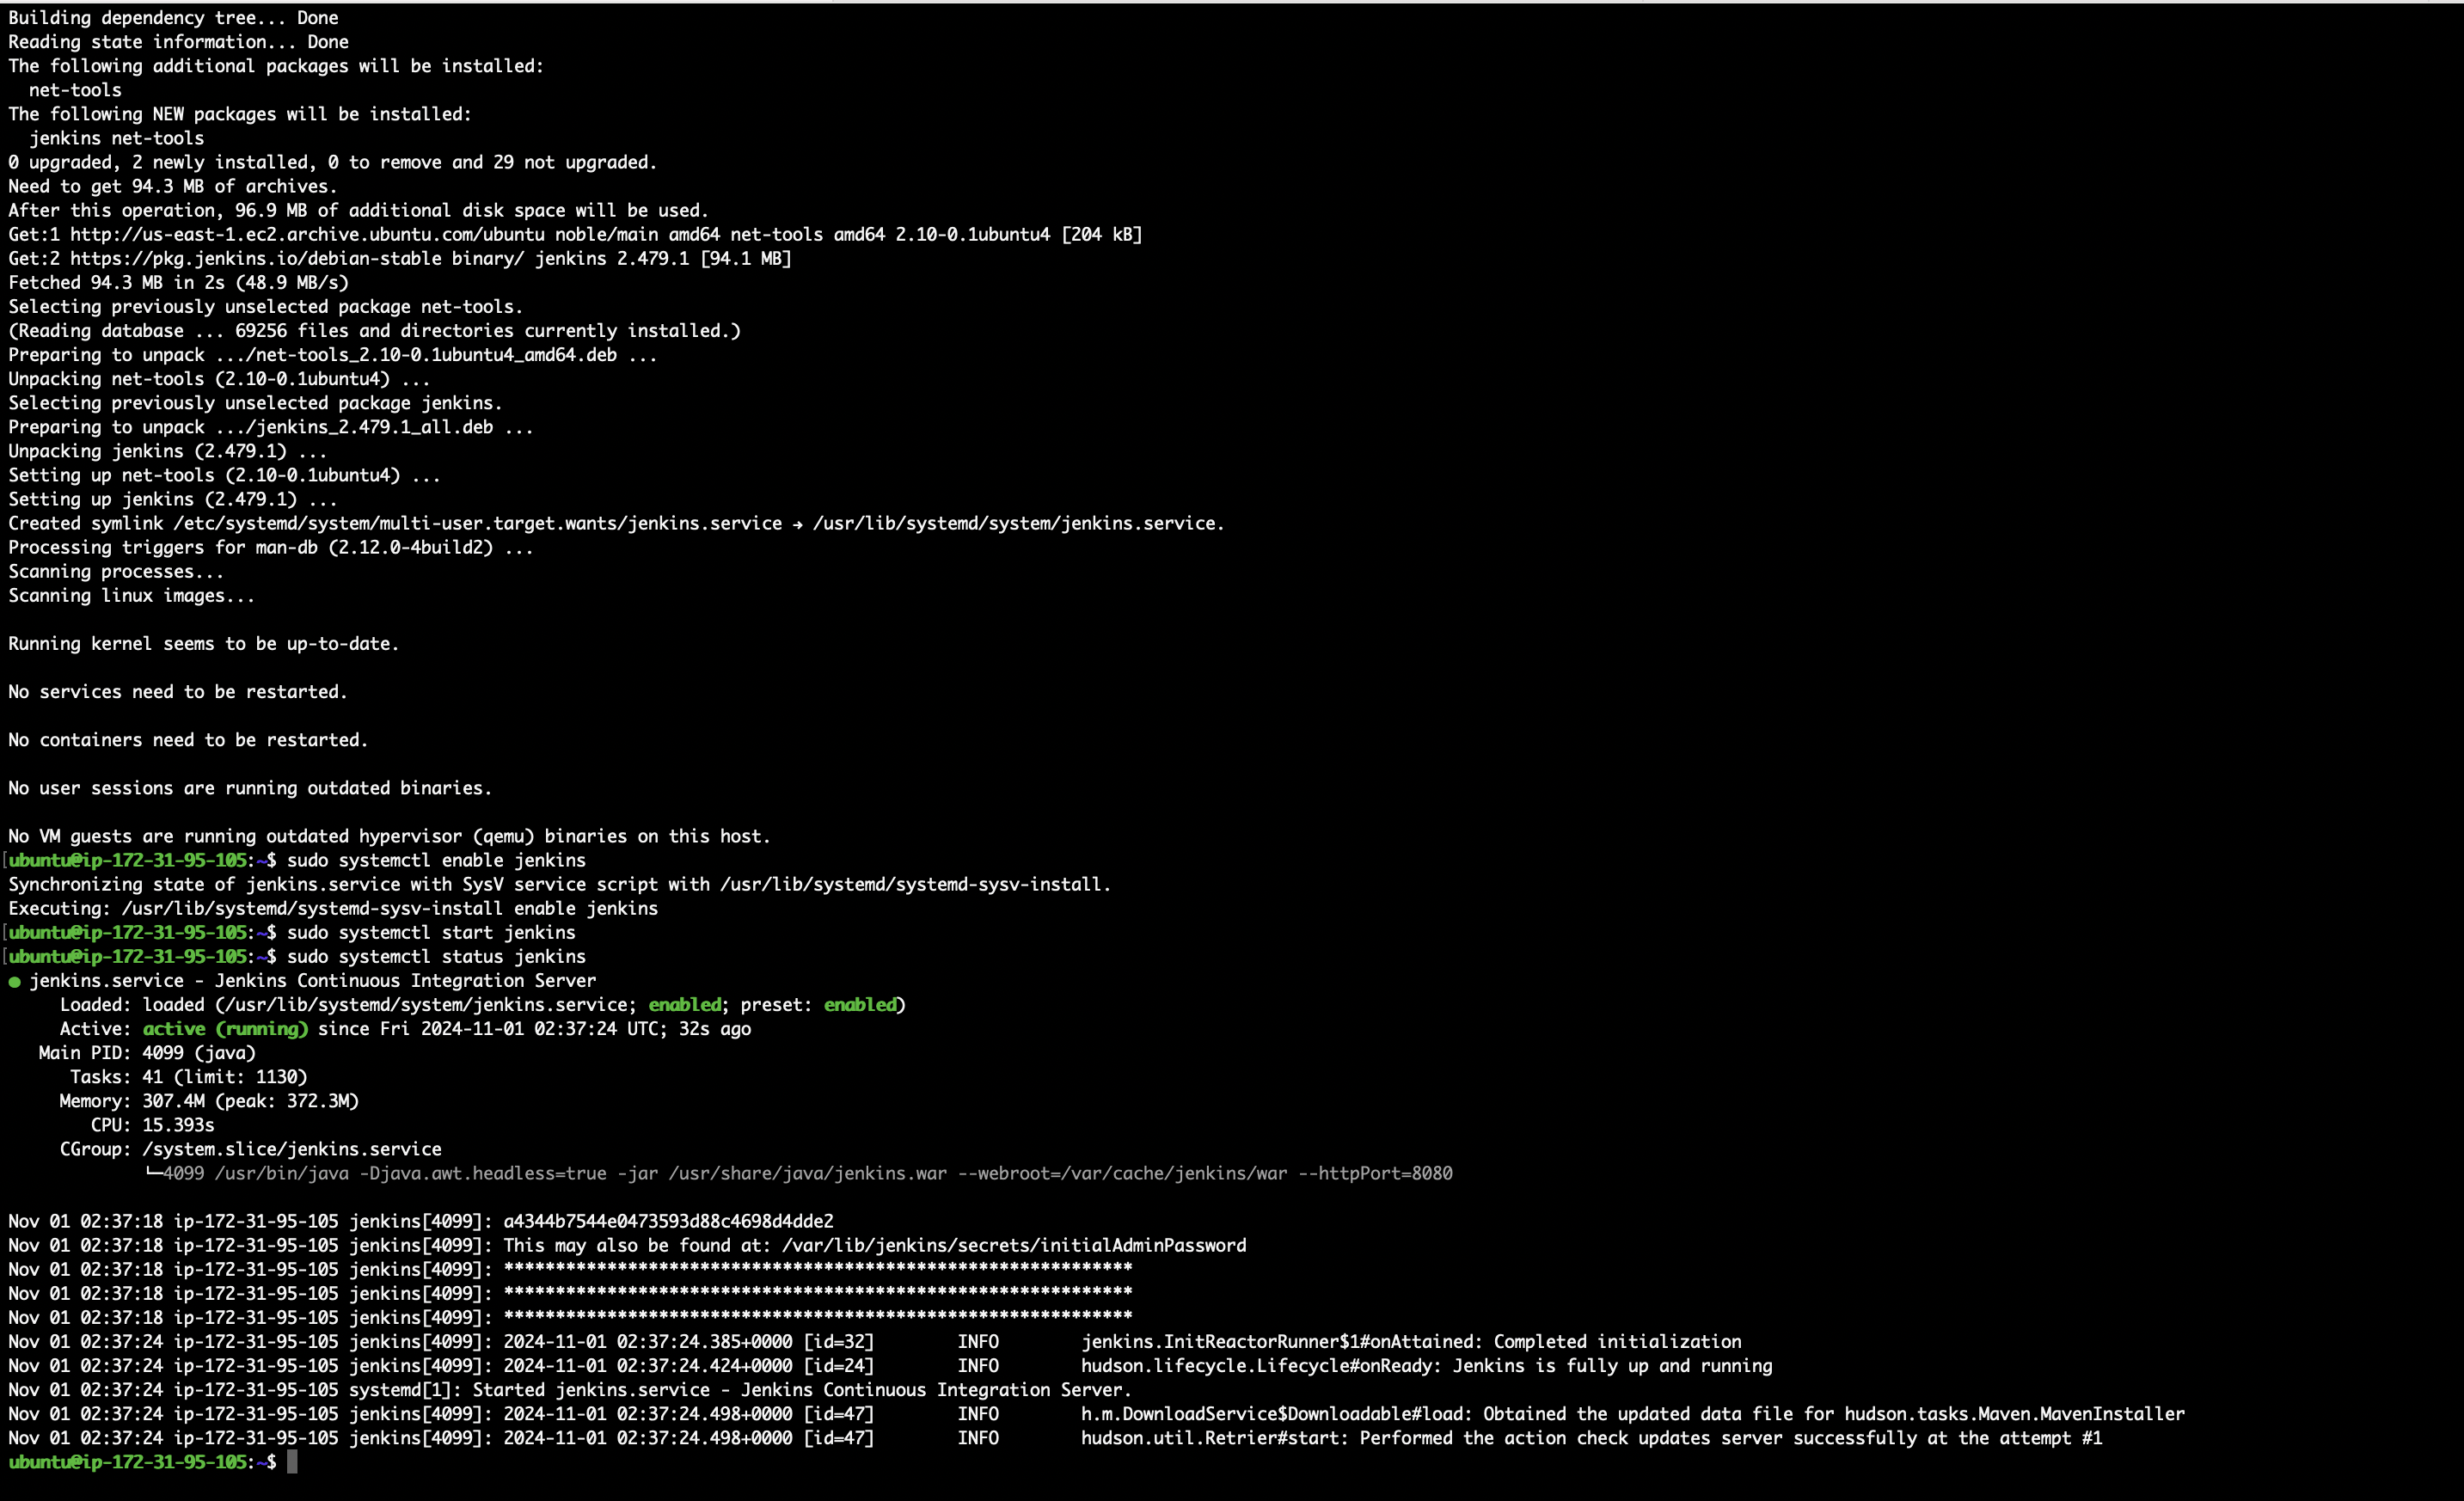 Building dependency tree... Done
Reading state information... Done
The following additional packages will be installed:
  net-tools
The following NEW packages will be installed:
  jenkins net-tools
0 upgraded, 2 newly installed, 0 to remove and 29 not upgraded.
Need to get 94.3 MB of archives.
After this operation, 96.9 MB of additional disk space will be used.
Get:1 http://us-east-1.ec2.archive.ubuntu.com/ubuntu noble/main amd64 net-tools amd64 2.10-0.1ubuntu4 [204 kB]
Get:2 https://pkg.jenkins.io/debian-stable binary/ jenkins 2.479.1 [94.1 MB]
Fetched 94.3 MB in 2s (48.9 MB/s)
Selecting previously unselected package net-tools.
(Reading database ... 69256 files and directories currently installed.)
Preparing to unpack .../net-tools_2.10-0.1ubuntu4_amd64.deb ...
Unpacking net-tools (2.10-0.1ubuntu4) ...
Selecting previously unselected package jenkins.
Preparing to unpack .../jenkins_2.479.1_all.deb ...
Unpacking jenkins (2.479.1) ...
Setting up net-tools (2.10-0.1ubuntu4) ...
Setting up jenkins (2.479.1) ...
Created symlink /etc/systemd/system/multi-user.target.wants/jenkins.service → /usr/lib/systemd/system/jenkins.service.
Processing triggers for man-db (2.12.0-4build2) ...
Scanning processes...
Scanning linux images...

Running kernel seems to be up-to-date.

No services need to be restarted.

No containers need to be restarted.

No user sessions are running outdated binaries.

No VM guests are running outdated hypervisor (qemu) binaries on this host.
[ubuntu@ip-172-31-95-105:~$ sudo systemctl enable jenkins
Synchronizing state of jenkins.service with SysV service script with /usr/lib/systemd/systemd-sysv-install.
Executing: /usr/lib/systemd/systemd-sysv-install enable jenkins
[ubuntu@ip-172-31-95-105:~$ sudo systemctl start jenkins
[ubuntu@ip-172-31-95-105:~$ sudo systemctl status jenkins
● jenkins.service - Jenkins Continuous Integration Server
     Loaded: loaded (/usr/lib/systemd/system/jenkins.service; enabled; preset: enabled)
     Active: active (running) since Fri 2024-11-01 02:37:24 UTC; 32s ago
   Main PID: 4099 (java)
      Tasks: 41 (limit: 1130)
     Memory: 307.4M (peak: 372.3M)
        CPU: 15.393s
     CGroup: /system.slice/jenkins.service
             └─4099 /usr/bin/java -Djava.awt.headless=true -jar /usr/share/java/jenkins.war --webroot=/var/cache/jenkins/war --httpPort=8080

Nov 01 02:37:18 ip-172-31-95-105 jenkins[4099]: a4344b7544e0473593d88c4698d4dde2
Nov 01 02:37:18 ip-172-31-95-105 jenkins[4099]: This may also be found at: /var/lib/jenkins/secrets/initialAdminPassword
Nov 01 02:37:18 ip-172-31-95-105 jenkins[4099]: *************************************************************
Nov 01 02:37:18 ip-172-31-95-105 jenkins[4099]: *************************************************************
Nov 01 02:37:18 ip-172-31-95-105 jenkins[4099]: *************************************************************
Nov 01 02:37:24 ip-172-31-95-105 jenkins[4099]: 2024-11-01 02:37:24.385+0000 [id=32]        INFO        jenkins.InitReactorRunner$1#onAttained: Completed initialization
Nov 01 02:37:24 ip-172-31-95-105 jenkins[4099]: 2024-11-01 02:37:24.424+0000 [id=24]        INFO        hudson.lifecycle.Lifecycle#onReady: Jenkins is fully up and running
Nov 01 02:37:24 ip-172-31-95-105 systemd[1]: Started jenkins.service - Jenkins Continuous Integration Server.
Nov 01 02:37:24 ip-172-31-95-105 jenkins[4099]: 2024-11-01 02:37:24.498+0000 [id=47]        INFO        h.m.DownloadService$Downloadable#load: Obtained the updated data file for hudson.tasks.Maven.MavenInstaller
Nov 01 02:37:24 ip-172-31-95-105 jenkins[4099]: 2024-11-01 02:37:24.498+0000 [id=47]        INFO        hudson.util.Retrier#start: Performed the action check updates server successfully at the attempt #1
ubuntu@ip-172-31-95-105:~$